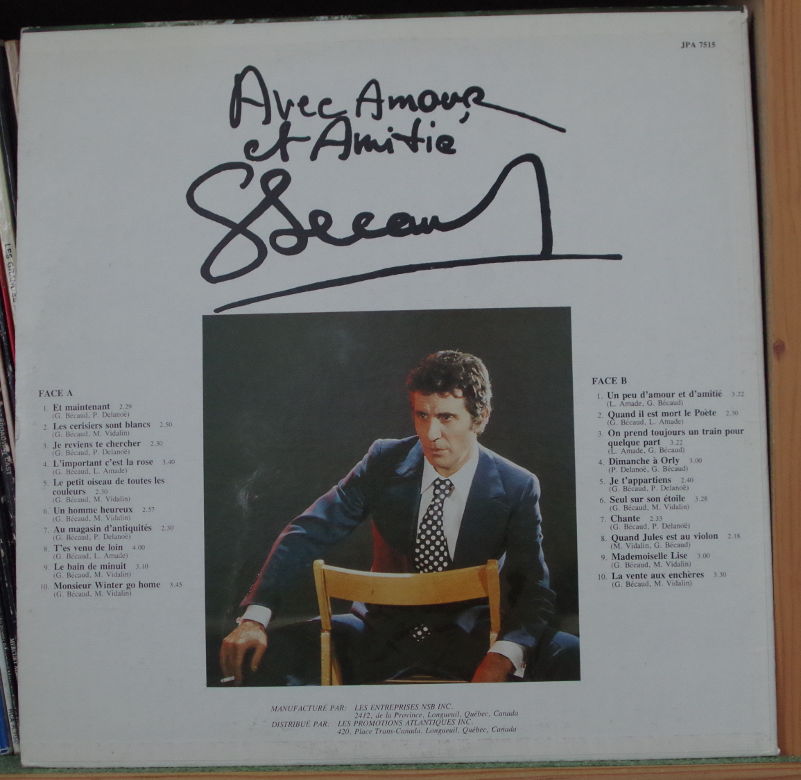 JPA 7515
Avec Amour
et Amitié
GBecaud
FACE A
1. Et maintenant 2.29
(G. Bécaud, P. Delanoë)
2. Les cerisiers sont blancs 2.50
(G. Bécaud, M. Vidalin)
3. Je reviens te chercher 2.30
(G. Bécaud, P. Delanoë)
4. L'important c'est la rose 3.40
(G. Bécaud, L. Amade)
5. Le petit oiseau de toutes les
couleurs 2.50
(G. Bécaud, M. Vidalin)
6. Un homme heureux 2.57
(G. Bécaud, M. Vidalin)
7. Au magasin d'antiquités 2.30
(G. Bécaud, P. Delanoë)
8. T'es venu de loin 4.00
(G. Bécaud, L. Amade)
9. Le bain de minuit 3.10
(G. Bécaud, M. Vidalin)
10. Monsieur Winter go home 3.45
(G. Bécaud, M. Vidalin)
FACE B
1. Un peu d'amour et d'amitié 3.22
(L. Amade, G. Bécaud)
2. Quand il est mort le Poète 2.30
(G. Bécaud, L. Amade)
3. On prend toujours un train pour
quelque part 3.22
(L. Amade, G. Bécaud)
4. Dimanche à Orly 3.00
(P. Delanoë, G. Bécaud)
5. Je t'appartiens 2.40
(G. Bécaud, P. Delanoë)
6. Seul sur son étoile 3.28
(G. Bécaud, M. Vidalin)
7. Chante 2.33
(G. Bécaud, P. Delanoë)
8. Quand Jules est au violon 2.18
(M. Vidalin, G. Bécaud)
9. Mademoiselle Lise 3.00
(G. Bécaud, M. Vidalin)
10. La vente aux enchères 3.30
(G. Bécaud, M. Vidalin)
MANUFACTURÉ PAR: LES ENTREPRISES NSB INC.
2412, de la Province, Longueuil, Québec, Canada
DISTRIBUÉ PAR: LES PROMOTIONS ATLANTIQUES INC.
420, Place Trans-Canada, Longueuil, Québec, Canada